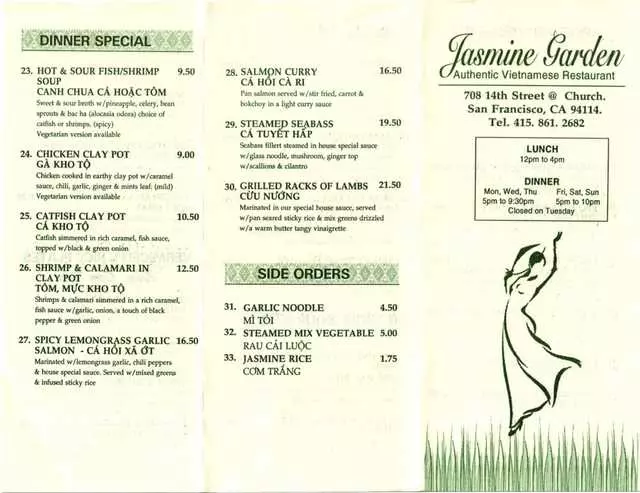 DINNER SPECIAL
23. HOT & SOUR FISH/SHRIMP 9.50
SOUP
CANH CHUA CÁ HOẶC TÔM
Sweet & sour broth w/pineapple, celery, bean
sprouts & bac ha (alocasia odora) choice of
catfish or shrimps. (spicy)
Vegetarian version available
24. CHICKEN CLAY POT 9.00
GÀ KHO TỘ
Chicken cooked in earthy clay pot w/caramel
sauce, chili, garlic, ginger & mints leaf. (mild)
Vegetarian version available
25. CATFISH CLAY POT 10.50
CÁ KHO TỘ
Catfish simmered in rich caramel, fish sauce,
topped w/black & green onion
26. SHRIMP & CALAMARI IN 12.50
CLAY POT
TÔM, MỰC KHO TỘ
Shrimps & calamari simmered in a rich caramel,
fish sauce w/garlic, onion, a touch of black
pepper & green onion
27. SPICY LEMONGRASS GARLIC 16.50
SALMON - CÁ HỒI XÃ ỚT
Marinated w/lemongrass garlic, chili peppers
& house special sauce. Served w/mixed greens
& infused sticky rice
28. SALMON CURRY 16.50
CÁ HỒI CÀ RI
Pan salmon served w/stir fried, carrot &
bokchoy in a light curry sauce
29. STEAMED SEABASS 19.50
CÁ TUYẾT HẤP
Seabass fillert steamed in house special sauce
w/glass noodle, mushroom, ginger top
w/scallions & cilantro
30. GRILLED RACKS OF LAMBS 21.50
CỪU NƯỚNG
Marinated in our special house sauce, served
w/pan seared sticky rice & mix greens drizzled
w/a warm butter tangy vinaigrette
SIDE ORDERS
31. GARLIC NOODLE 4.50
MÌ TỎI
32. STEAMED MIX VEGETABLE 5.00
RAU CẢI LUỘC
33. JASMINE RICE 1.75
CƠM TRẮNG
Jasmine Garden
Authentic Vietnamese Restaurant
708 14th Street @ Church.
San Francisco, CA 94114.
Tel. 415. 861. 2682
LUNCH
12pm to 4pm
DINNER
Mon, Wed, Thu Fri, Sat, Sun
5pm to 9:30pm 5pm to 10pm
Closed on Tuesday